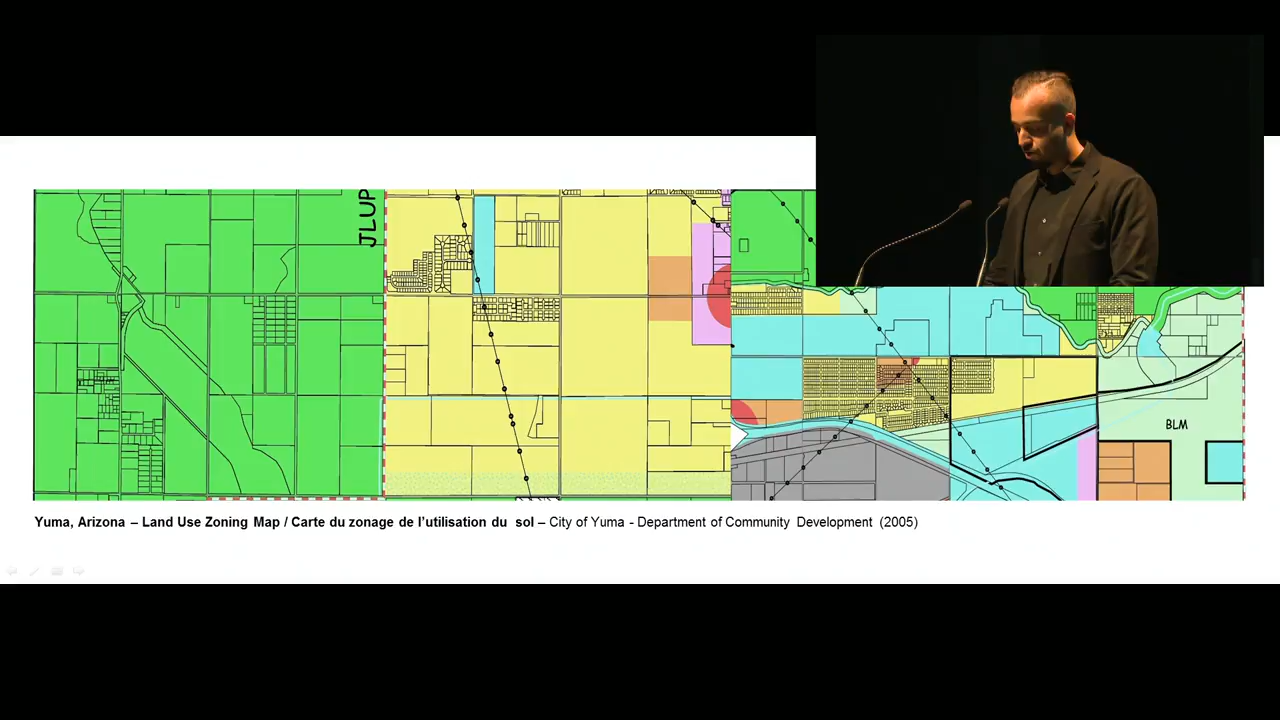 JLUP
BLM
Yuma, Arizona – Land Use Zoning Map / Carte du zonage de l’utilisation du sol – City of Yuma - Department of Community Development (2005)